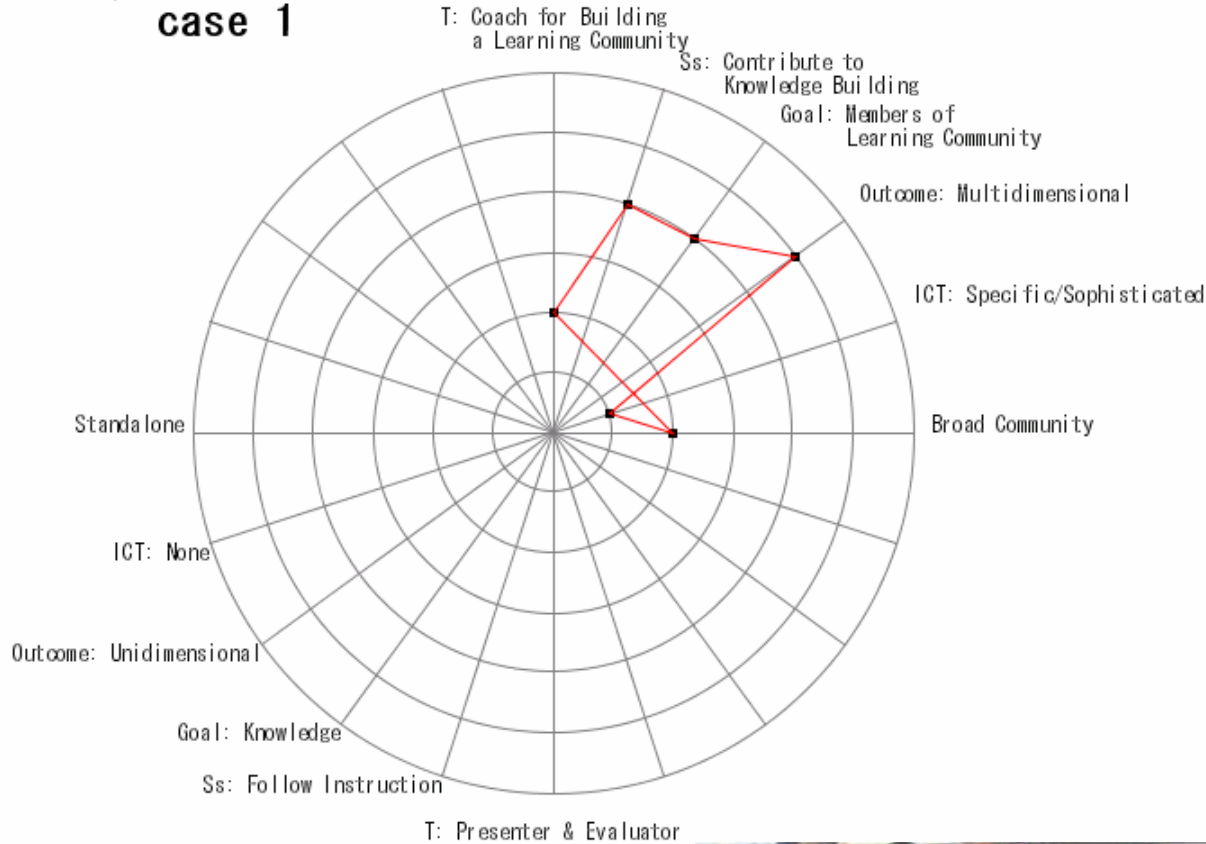 case 1
T: Coach for Building
a Learning Community
Ss: Contribute to
Knowledge Building
Goal: Members of
Learning Community
Outcome: Multidimensional
ICT: Specific/Sophisticated
Standalone
Broad Community
ICT: None
Outcome: Unidimensional
Goal: Knowledge
Ss: Follow Instruction
T: Presenter & Evaluator